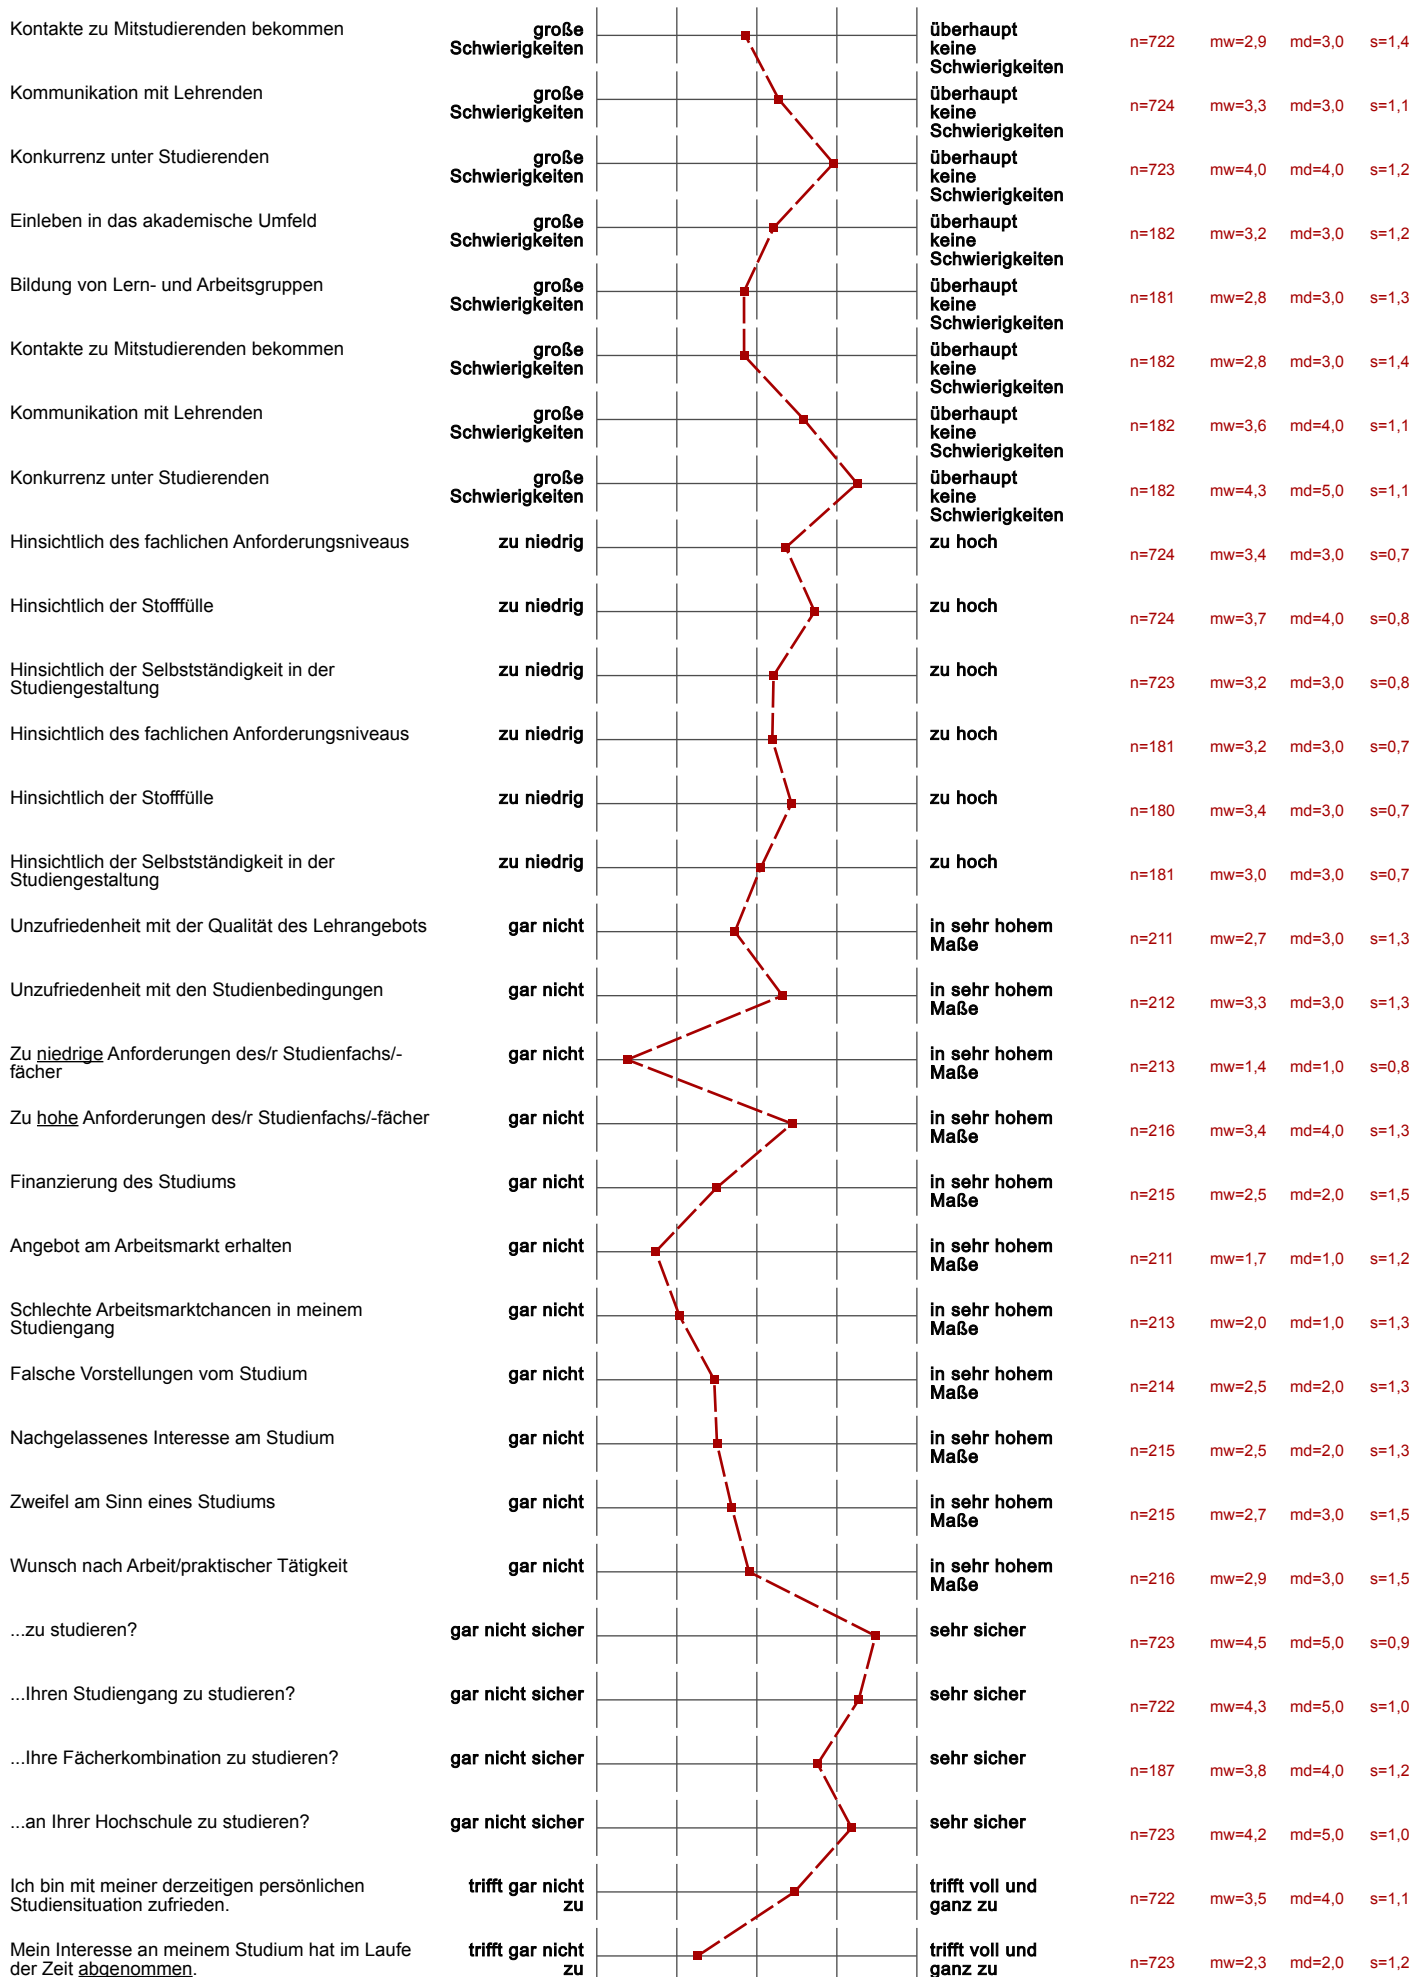 Kontakte zu Mitstudierenden bekommen
große
Schwierigkeiten
überhaupt
keine
Schwierigkeiten
n=722 mw=2,9 md=3,0 s=1,4
Kommunikation mit Lehrenden
große
Schwierigkeiten
überhaupt
keine
Schwierigkeiten
n=724 mw=3,3 md=3,0 s=1,1
Konkurrenz unter Studierenden
große
Schwierigkeiten
überhaupt
keine
Schwierigkeiten
n=723 mw=4,0 md=4,0 s=1,2
Einleben in das akademische Umfeld
große
Schwierigkeiten
überhaupt
keine
Schwierigkeiten
n=182 mw=3,2 md=3,0 s=1,2
Bildung von Lern- und Arbeitsgruppen
große
Schwierigkeiten
überhaupt
keine
Schwierigkeiten
n=181 mw=2,8 md=3,0 s=1,3
Kontakte zu Mitstudierenden bekommen
große
Schwierigkeiten
überhaupt
keine
Schwierigkeiten
n=182 mw=2,8 md=3,0 s=1,4
Kommunikation mit Lehrenden
große
Schwierigkeiten
überhaupt
keine
Schwierigkeiten
n=182 mw=3,6 md=4,0 s=1,1
Konkurrenz unter Studierenden
große
Schwierigkeiten
überhaupt
keine
Schwierigkeiten
n=182 mw=4,3 md=5,0 s=1,1
Hinsichtlich des fachlichen Anforderungsniveaus
zu niedrig
zu hoch
n=724 mw=3,4 md=3,0 s=0,7
Hinsichtlich der Stofffülle
zu niedrig
zu hoch
n=724 mw=3,7 md=4,0 s=0,8
Hinsichtlich der Selbstständigkeit in der
Studiengestaltung
zu niedrig
zu hoch
n=723 mw=3,2 md=3,0 s=0,8
Hinsichtlich des fachlichen Anforderungsniveaus
zu niedrig
zu hoch
n=181 mw=3,2 md=3,0 s=0,7
Hinsichtlich der Stofffülle
zu niedrig
zu hoch
n=180 mw=3,4 md=3,0 s=0,7
Hinsichtlich der Selbstständigkeit in der
Studiengestaltung
zu niedrig
zu hoch
n=181 mw=3,0 md=3,0 s=0,7
Unzufriedenheit mit der Qualität des Lehrangebots
gar nicht
in sehr hohem
Maße
n=211 mw=2,7 md=3,0 s=1,3
Unzufriedenheit mit den Studienbedingungen
gar nicht
in sehr hohem
Maße
n=212 mw=3,3 md=3,0 s=1,3
Zu niedrige Anforderungen des/r Studienfachs/-
fächer
gar nicht
in sehr hohem
Maße
n=213 mw=1,4 md=1,0 s=0,8
Zu hohe Anforderungen des/r Studienfachs/-fächer
gar nicht
in sehr hohem
Maße
n=216 mw=3,4 md=4,0 s=1,3
Finanzierung des Studiums
gar nicht
in sehr hohem
Maße
n=215 mw=2,5 md=2,0 s=1,5
Angebot am Arbeitsmarkt erhalten
gar nicht
in sehr hohem
Maße
n=211 mw=1,7 md=1,0 s=1,2
Schlechte Arbeitsmarktchancen in meinem
Studiengang
gar nicht
in sehr hohem
Maße
n=213 mw=2,0 md=1,0 s=1,3
Falsche Vorstellungen vom Studium
gar nicht
in sehr hohem
Maße
n=214 mw=2,5 md=2,0 s=1,3
Nachgelassenes Interesse am Studium
gar nicht
in sehr hohem
Maße
n=215 mw=2,5 md=2,0 s=1,3
Zweifel am Sinn eines Studiums
gar nicht
in sehr hohem
Maße
n=215 mw=2,7 md=3,0 s=1,5
Wunsch nach Arbeit/praktischer Tätigkeit
gar nicht
in sehr hohem
Maße
n=216 mw=2,9 md=3,0 s=1,5
...zu studieren?
gar nicht sicher
sehr sicher
n=723 mw=4,5 md=5,0 s=0,9
...Ihren Studiengang zu studieren?
gar nicht sicher
sehr sicher
n=722 mw=4,3 md=5,0 s=1,0
...Ihre Fächerkombination zu studieren?
gar nicht sicher
sehr sicher
n=187 mw=3,8 md=4,0 s=1,2
...an Ihrer Hochschule zu studieren?
gar nicht sicher
sehr sicher
n=723 mw=4,2 md=5,0 s=1,0
Ich bin mit meiner derzeitigen persönlichen
Studiensituation zufrieden.
trifft gar nicht
zu
trifft voll und
ganz zu
n=722 mw=3,5 md=4,0 s=1,1
Mein Interesse an meinem Studium hat im Laufe
der Zeit abgenommen.
trifft gar nicht
zu
trifft voll und
ganz zu
n=723 mw=2,3 md=2,0 s=1,2